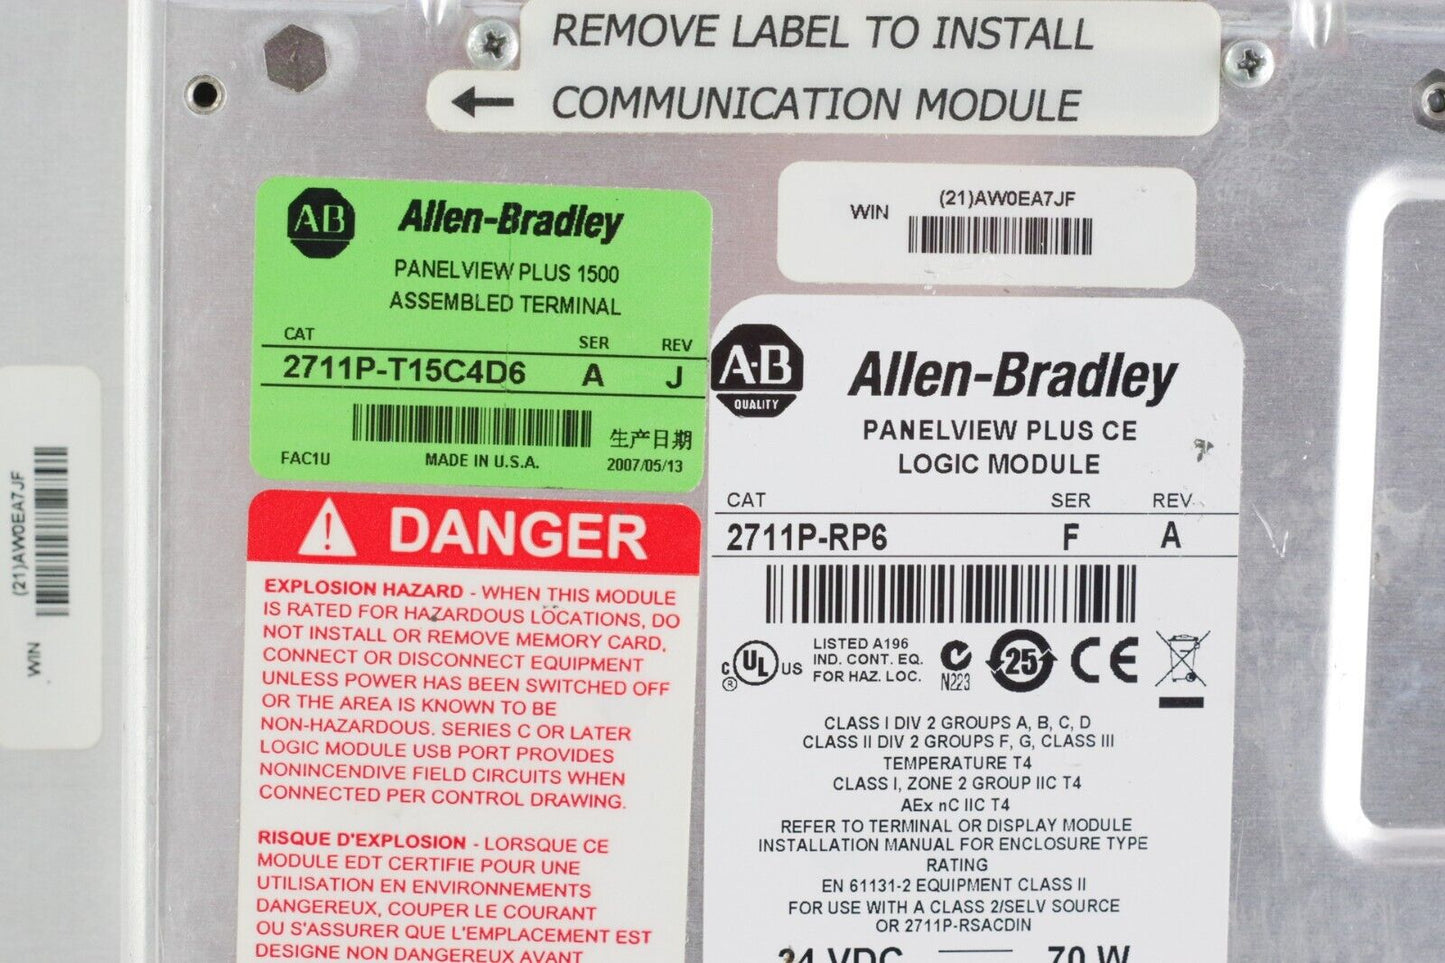 REMOVE LABEL TO INSTALL
COMMUNICATION MODULE
WIN (21)AW0EA7JF
AB Allen-Bradley
PANELVIEW PLUS 1500
ASSEMBLED TERMINAL
CAT SER REV
2711P-T15C4D6 A J
生产日期
FAC1U MADE IN U.S.A. 2007/05/13
DANGER
EXPLOSION HAZARD - WHEN THIS MODULE
IS RATED FOR HAZARDOUS LOCATIONS, DO
NOT INSTALL OR REMOVE MEMORY CARD,
CONNECT OR DISCONNECT EQUIPMENT
UNLESS POWER HAS BEEN SWITCHED OFF
OR THE AREA IS KNOWN TO BE
NON-HAZARDOUS. SERIES C OR LATER
LOGIC MODULE USB PORT PROVIDES
NONINCENDIVE FIELD CIRCUITS WHEN
CONNECTED PER CONTROL DRAWING.
RISQUE D'EXPLOSION - LORSQUE CE
MODULE EDT CERTIFIE POUR UNE
UTILISATION EN ENVIRONNEMENTS
DANGEREUX, COUPER LE COURANT
OU S'ASSURER QUE L'EMPLACEMENT EST
DESIGNE NON DANGEREUX AVANT
A·B QUALITY
Allen-Bradley
PANELVIEW PLUS CE
LOGIC MODULE
CAT SER REV
2711P-RP6 F A
C UL US ®
LISTED A196
IND. CONT. EQ.
FOR HAZ. LOC.
N223
25
CE
CLASS I DIV 2 GROUPS A, B, C, D
CLASS II DIV 2 GROUPS F, G, CLASS III
TEMPERATURE T4
CLASS I, ZONE 2 GROUP IIC T4
AEx nC IIC T4
REFER TO TERMINAL OR DISPLAY MODULE
INSTALLATION MANUAL FOR ENCLOSURE TYPE
RATING
EN 61131-2 EQUIPMENT CLASS II
FOR USE WITH A CLASS 2/SELV SOURCE
OR 2711P-RSACDIN
24 VDC 70 W
WIN (21)AW0EA7JF